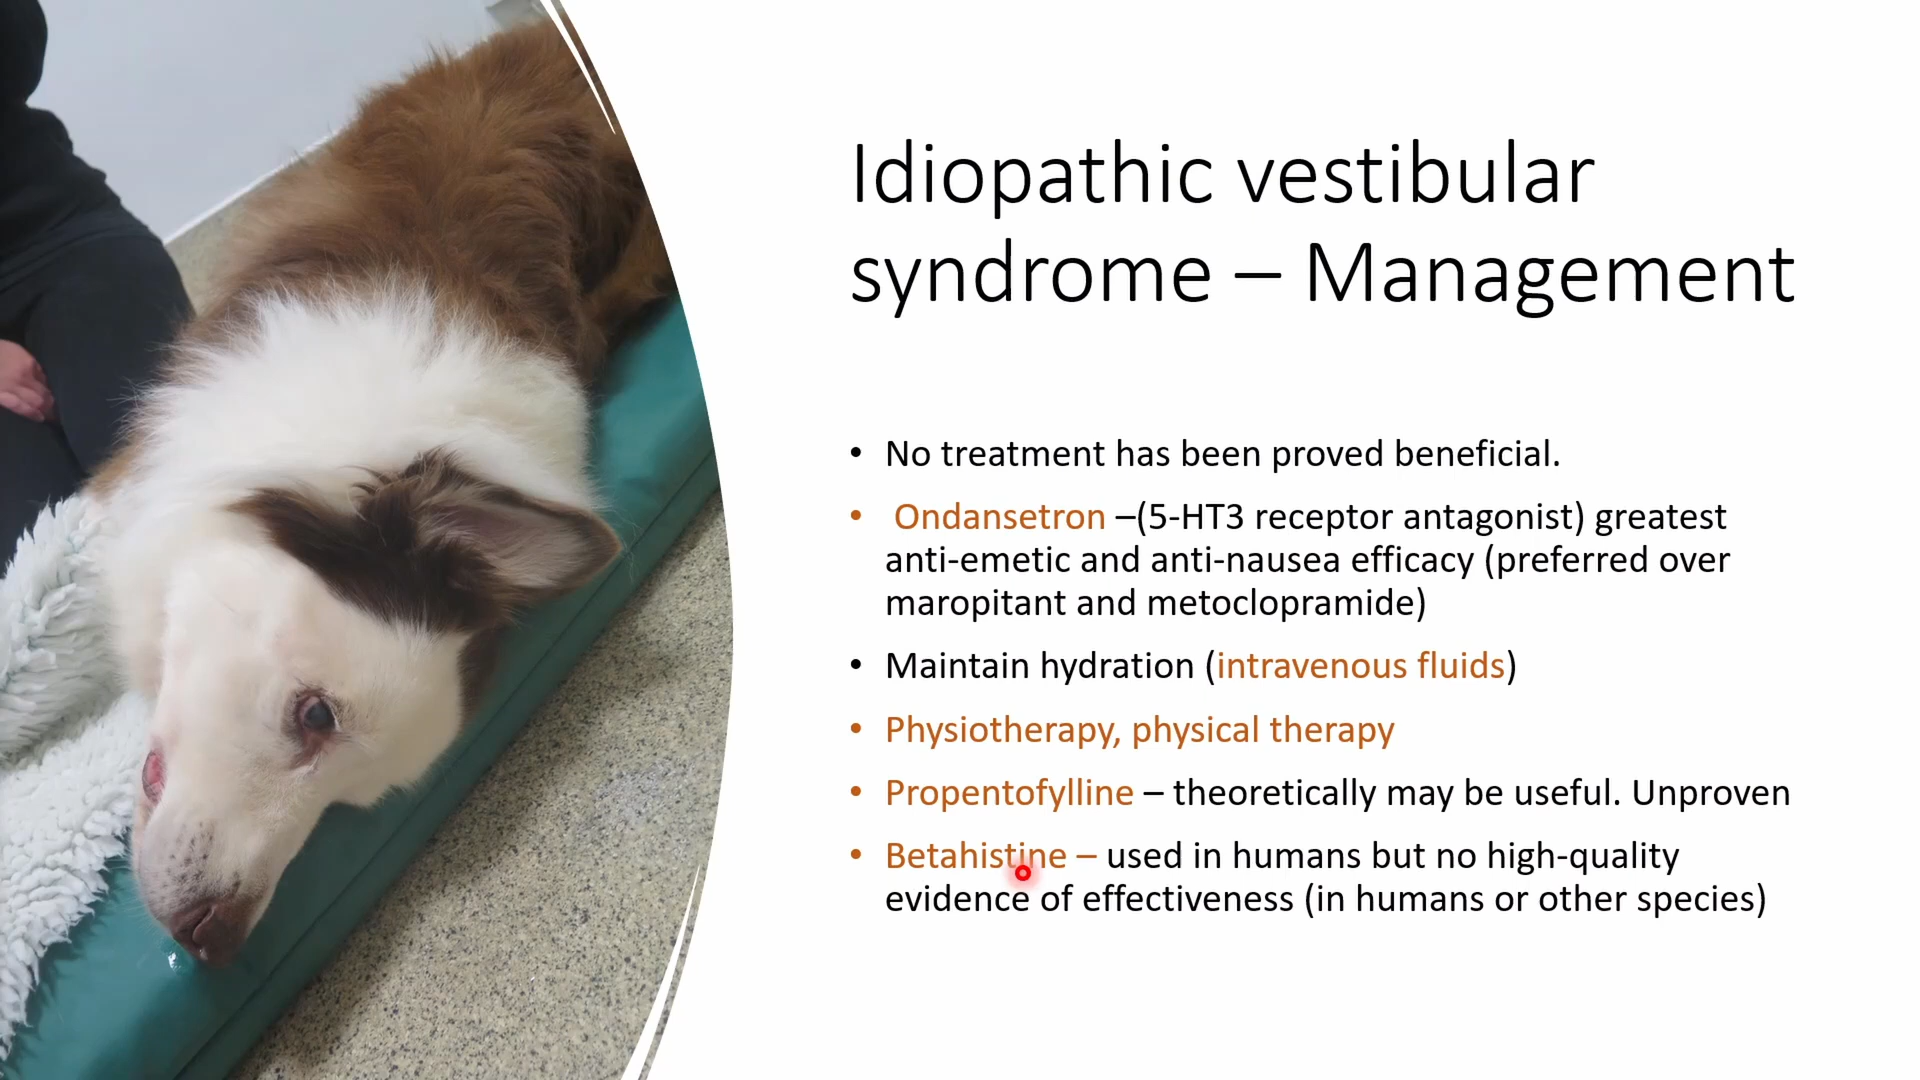 Idiopathic vestibular
syndrome – Management
• No treatment has been proved beneficial.
• Ondansetron –(5-HT3 receptor antagonist) greatest
anti-emetic and anti-nausea efficacy (preferred over
maropitant and metoclopramide)
• Maintain hydration (intravenous fluids)
• Physiotherapy, physical therapy
• Propentofylline – theoretically may be useful. Unproven
• Betahistine – used in humans but no high-quality
evidence of effectiveness (in humans or other species)